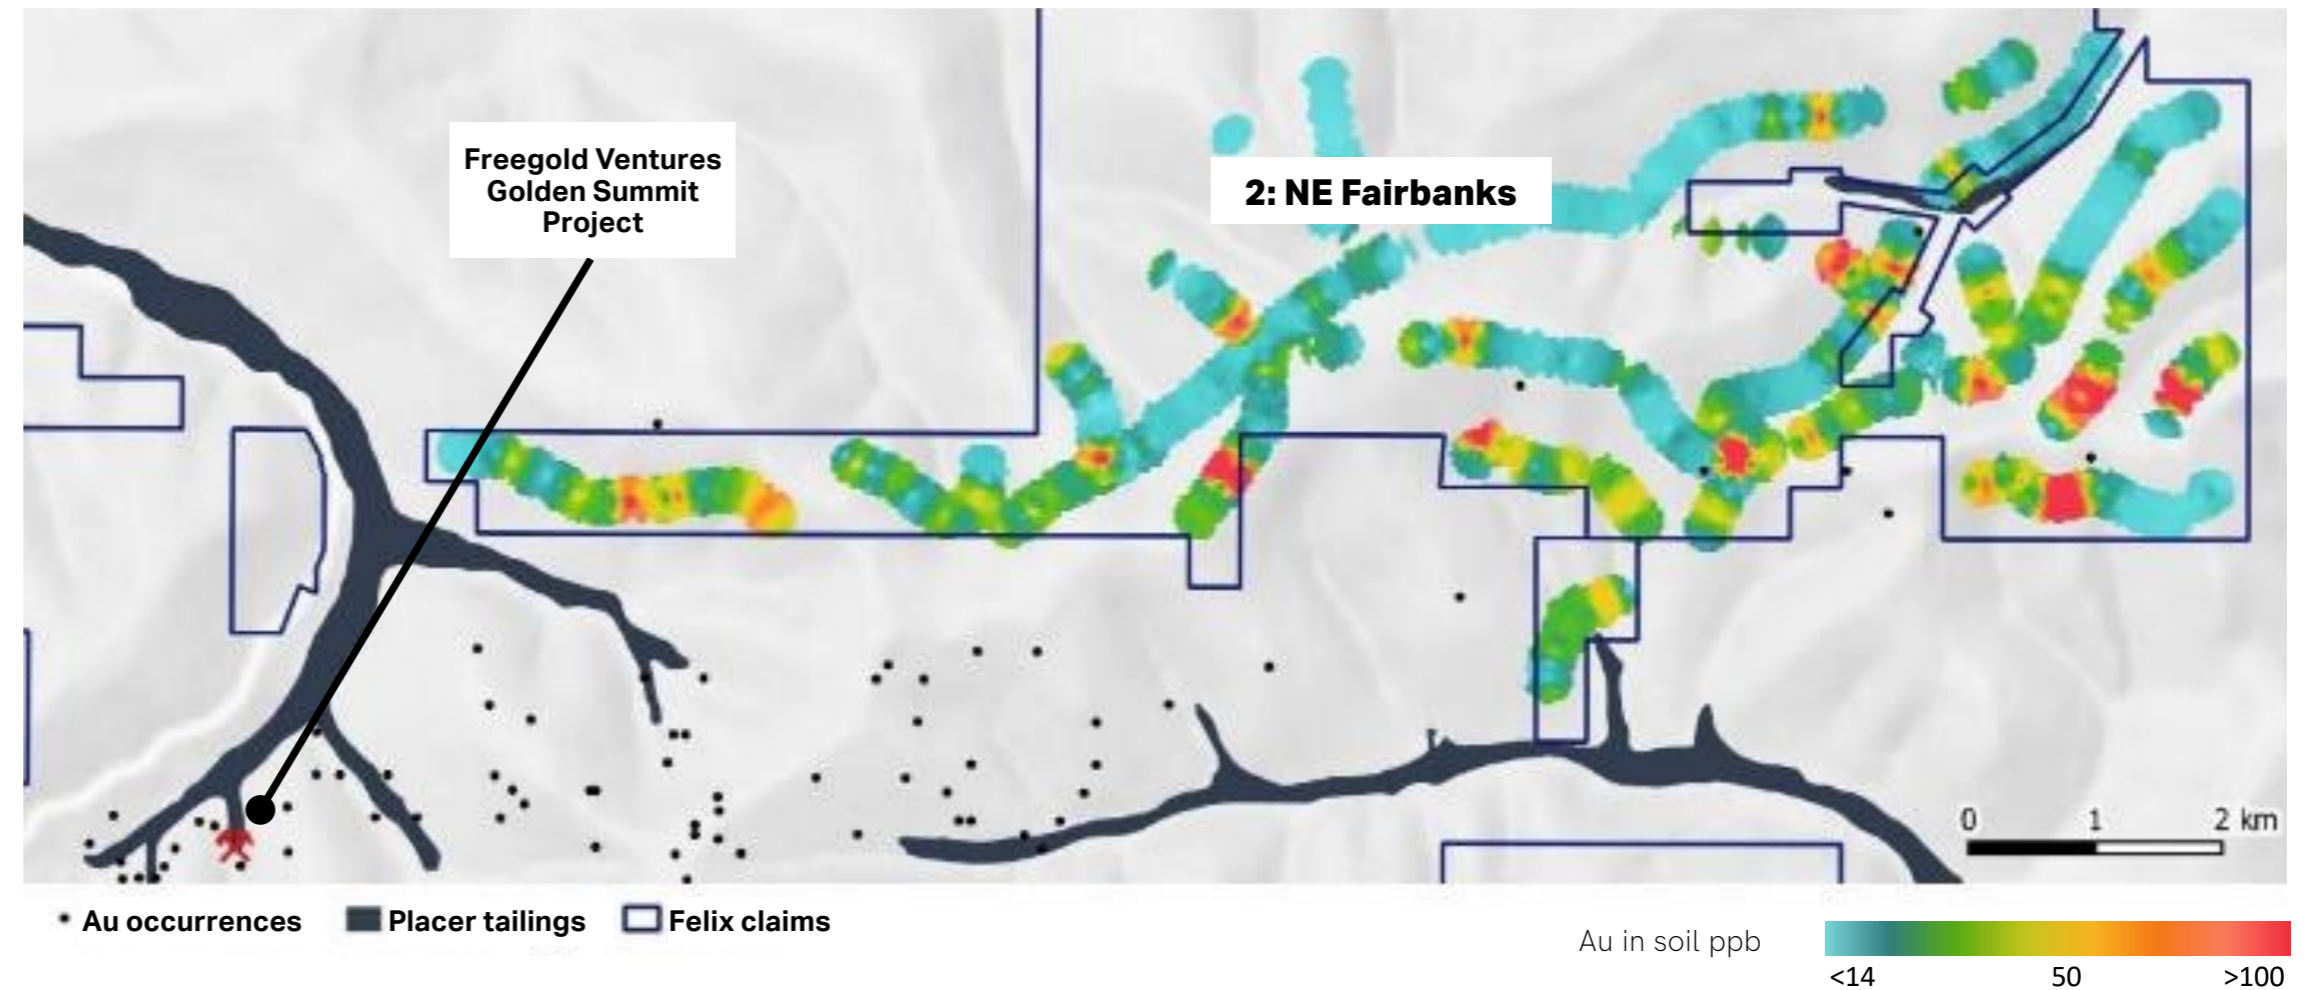 Freegold Ventures
Golden Summit
Project
2: NE Fairbanks
0 1 2 km
Au occurrences Placer tailings Felix claims
Au in soil ppb
<14 50 >100